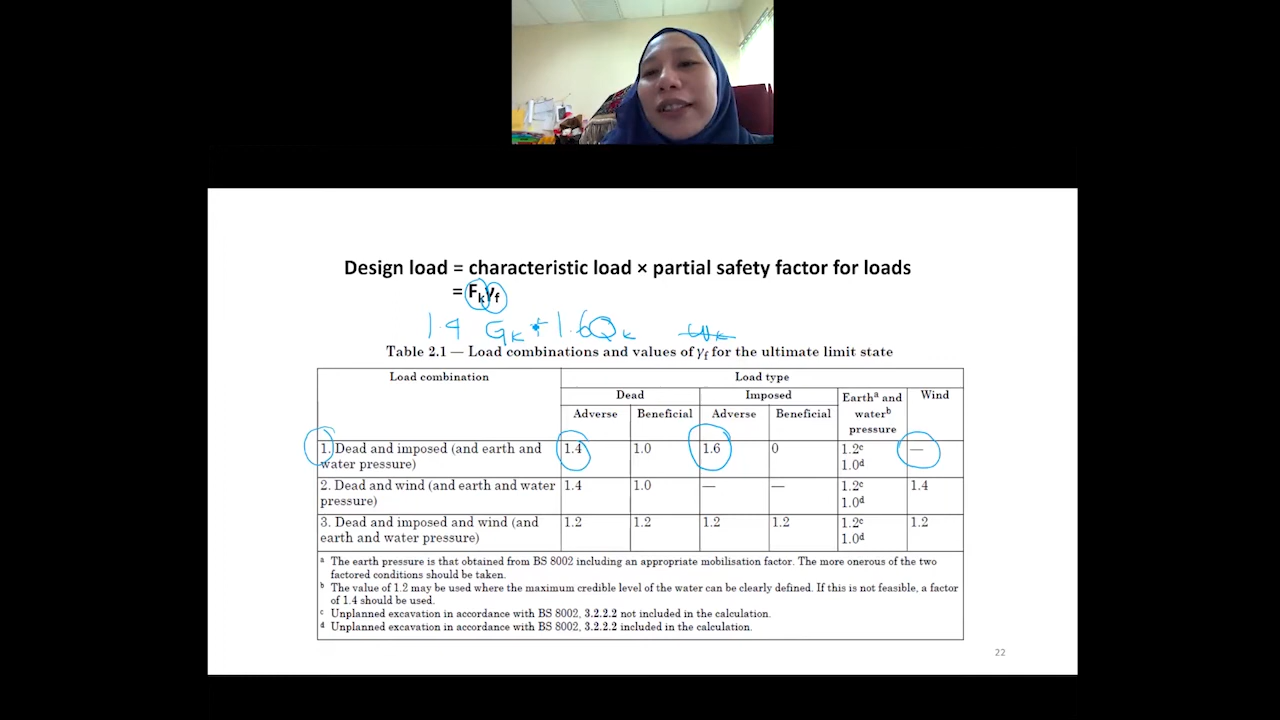 Design load = characteristic load × partial safety factor for loads
= Fkγf
1.4 Gk + 1.6Qk Wk
Table 2.1 — Load combinations and values of γf for the ultimate limit state
Load combination Load type
Dead Imposed Earthᵃ and waterᵇ pressure Wind
Adverse Beneficial Adverse Beneficial
1. Dead and imposed (and earth and water pressure) 1.4 1.0 1.6 0 1.2ᶜ 1.0ᵈ —
2. Dead and wind (and earth and water pressure) 1.4 1.0 — — 1.2ᶜ 1.0ᵈ 1.4
3. Dead and imposed and wind (and earth and water pressure) 1.2 1.2 1.2 1.2 1.2ᶜ 1.0ᵈ 1.2
ᵃ The earth pressure is that obtained from BS 8002 including an appropriate mobilisation factor. The more onerous of the two
factored conditions should be taken.
ᵇ The value of 1.2 may be used where the maximum credible level of the water can be clearly defined. If this is not feasible, a factor
of 1.4 should be used.
ᶜ Unplanned excavation in accordance with BS 8002, 3.2.2.2 not included in the calculation.
ᵈ Unplanned excavation in accordance with BS 8002, 3.2.2.2 included in the calculation.
22